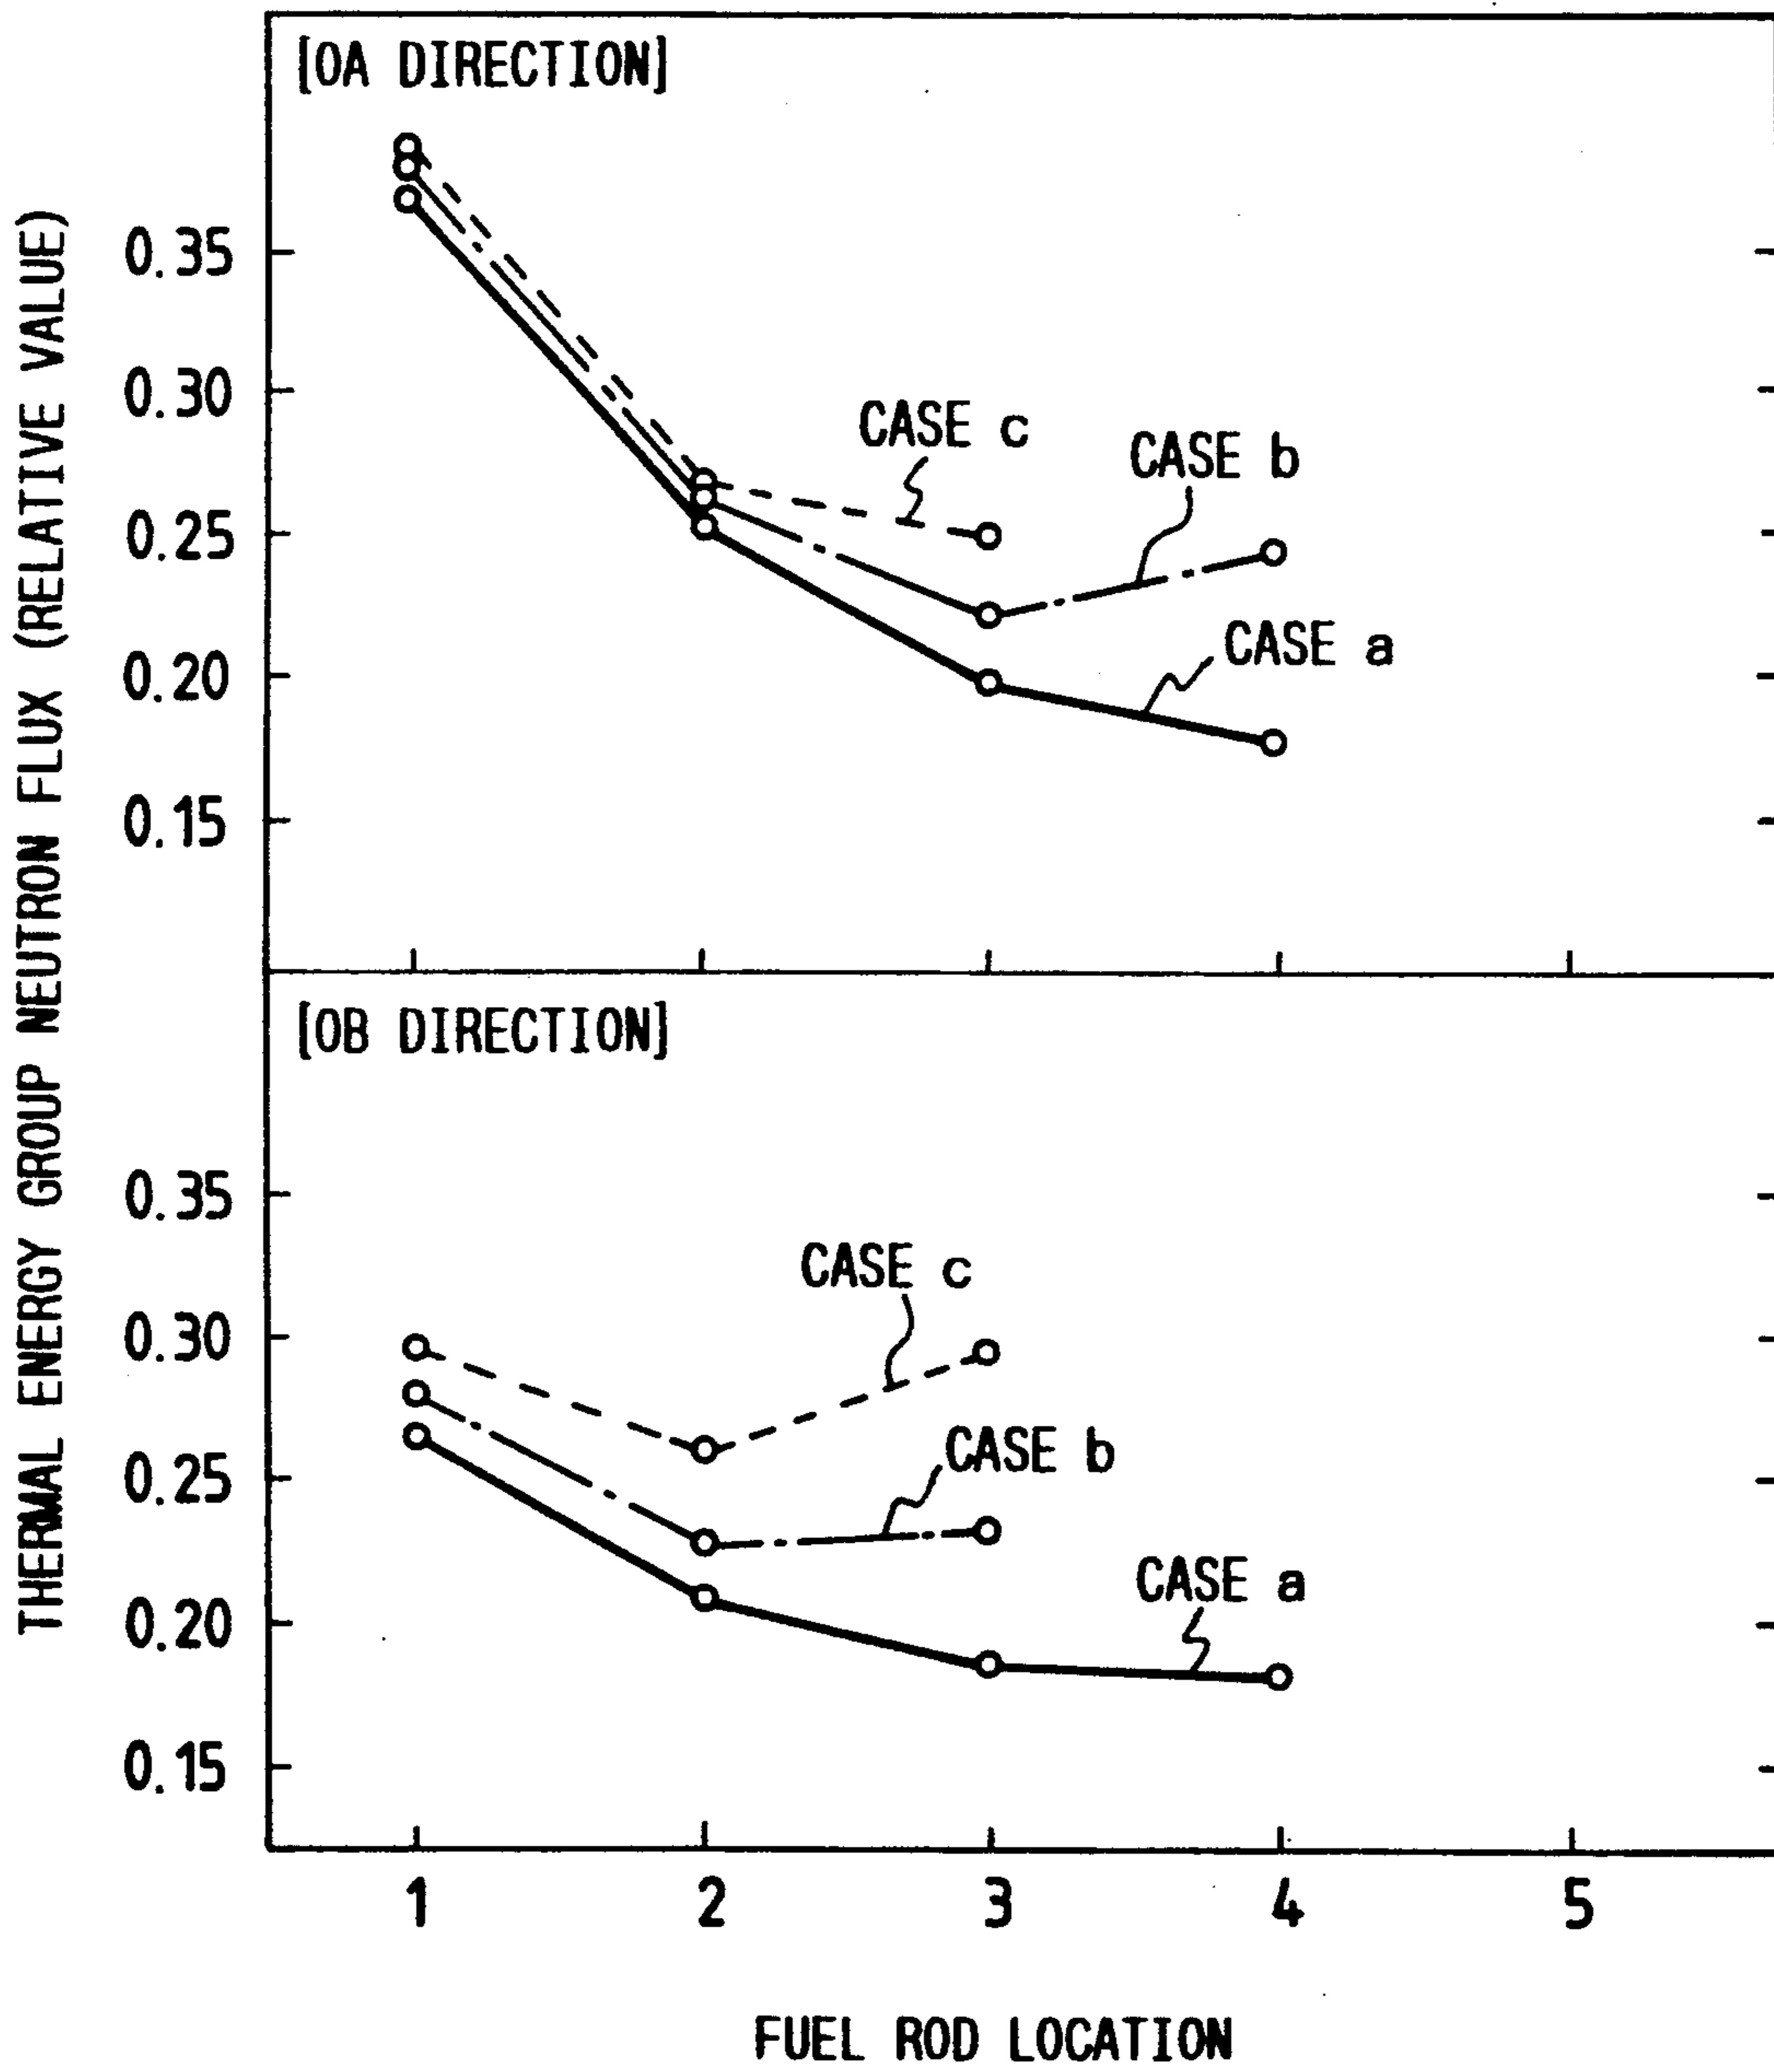 THERMAL ENERGY GROUP NEUTRON FLUX (RELATIVE VALUE)
[OA DIRECTION]
0.35
0.30
0.25
0.20
0.15
CASE c
CASE b
CASE a
[OB DIRECTION]
0.35
0.30
0.25
0.20
0.15
CASE c
CASE b
CASE a
1 2 3 4 5
FUEL ROD LOCATION